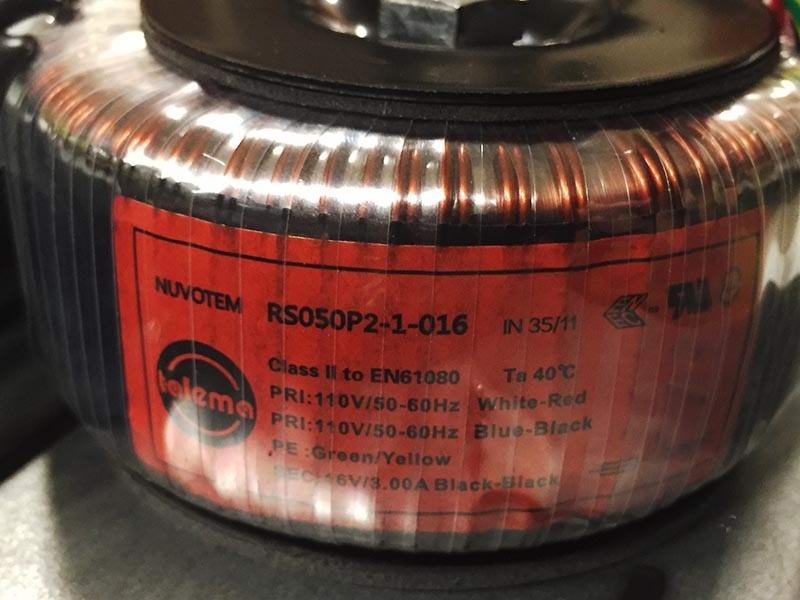 NUVOTEM RS050P2-1-016 IN 35/11
talema
Class II to EN61080 Ta 40°C
PRI:110V/50-60Hz White-Red
PRI:110V/50-60Hz Blue-Black
PE :Green/Yellow
SEC:16V/3.00A Black-Black